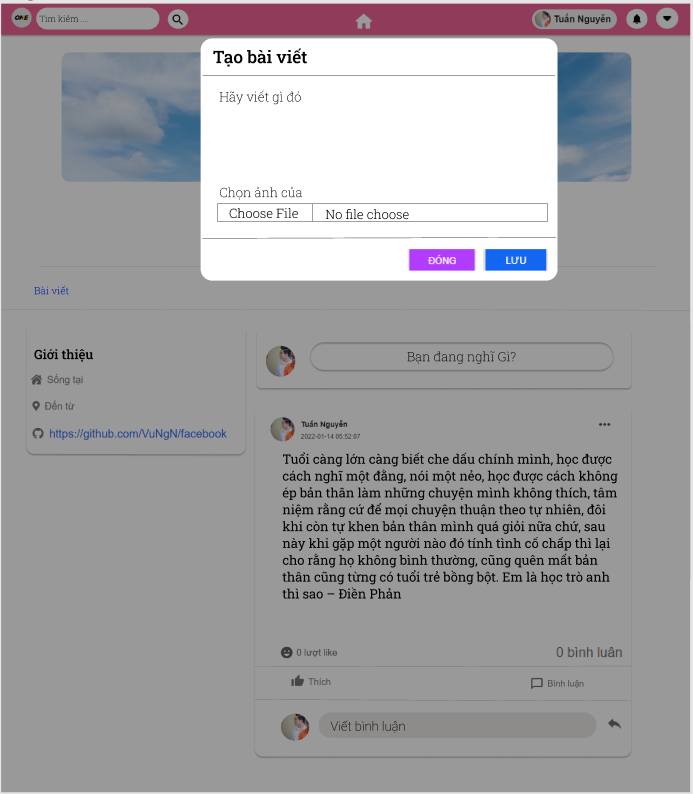 ONE
Tìm kiếm ....
Tuấn Nguyễn
Tạo bài viết
Hãy viết gì đó
Chọn ảnh của
Choose File
No file choose
ĐÓNG
LƯU
Bài viết
Giới thiệu
Sống tại
Đến từ
https://github.com/VuNgN/facebook
Bạn đang nghĩ Gì?
Tuấn Nguyễn
2022-01-14 05:52:07
Tuổi càng lớn càng biết che dấu chính mình, học được
cách nghĩ một đằng, nói một nẻo, học được cách không
ép bản thân làm những chuyện mình không thích, tâm
niệm rằng cứ để mọi chuyện thuận theo tự nhiên, đôi
khi còn tự khen bản thân mình quá giỏi nữa chứ, sau
này khi gặp một người nào đó tính tình cố chấp thì lại
cho rằng họ không bình thường, cũng quên mất bản
thân cũng từng có tuổi trẻ bồng bột. Em là học trò anh
thì sao – Điền Phản
0 lượt like
0 bình luân
Thích
Bình luận
Viết bình luận